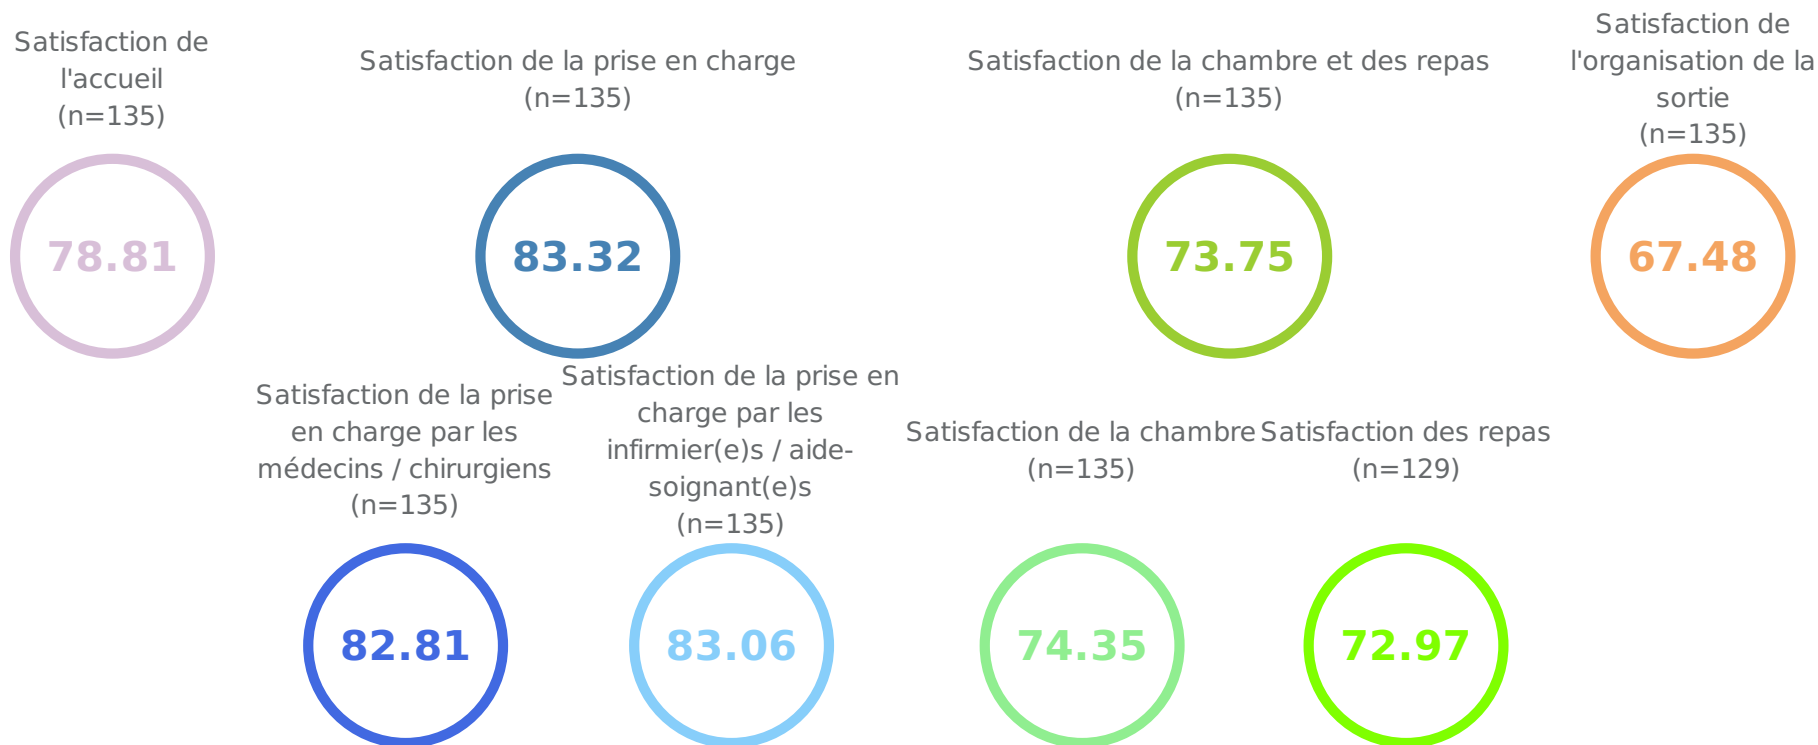 Satisfaction de
l'accueil
(n=135)
78.81
Satisfaction de la prise en charge
(n=135)
83.32
Satisfaction de la chambre et des repas
(n=135)
73.75
Satisfaction de
l'organisation de la
sortie
(n=135)
67.48
Satisfaction de la prise
en charge par les
médecins / chirurgiens
(n=135)
82.81
Satisfaction de la prise en
charge par les
infirmier(e)s / aide-
soignant(e)s
(n=135)
83.06
Satisfaction de la chambre
(n=135)
74.35
Satisfaction des repas
(n=129)
72.97